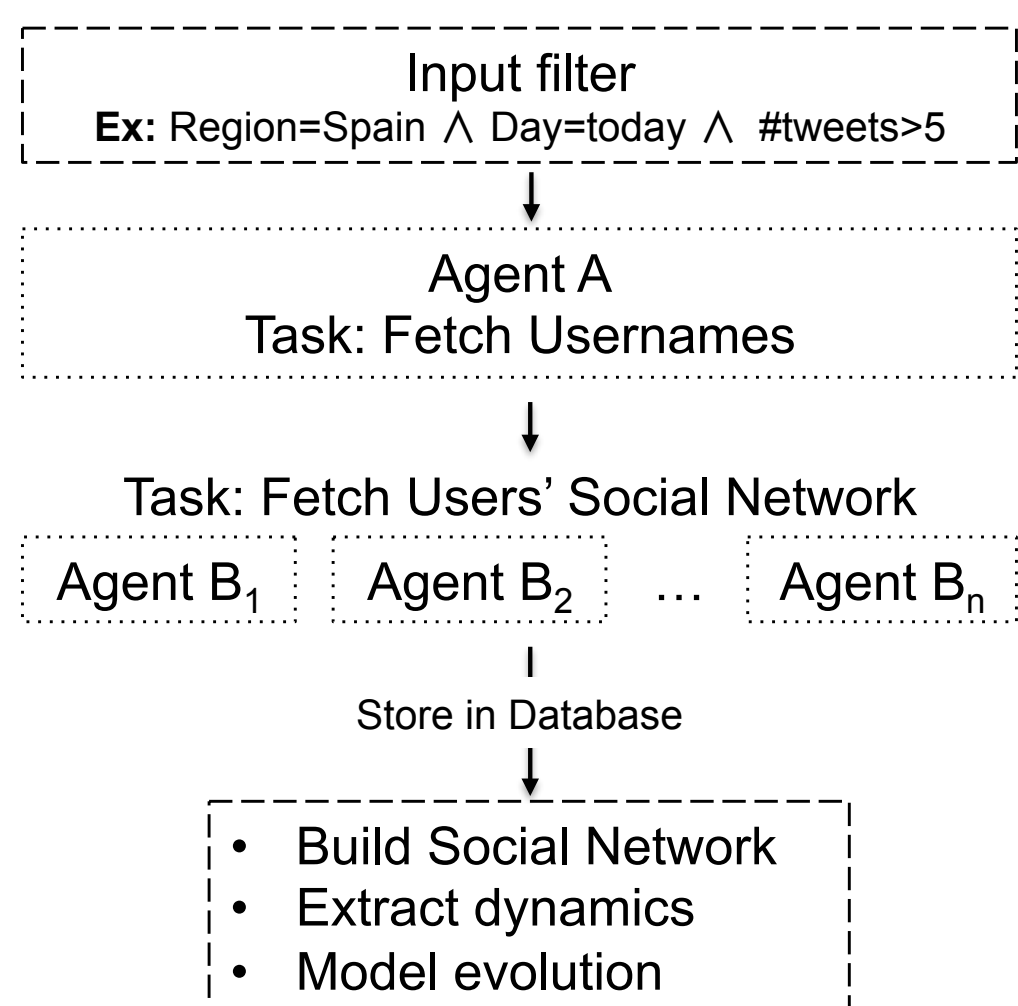 Input filter
Ex: Region=Spain ∧ Day=today ∧ #tweets>5
Agent A
Task: Fetch Usernames
Task: Fetch Users’ Social Network
Agent B₁ Agent B₂ … Agent Bₙ
Store in Database
• Build Social Network
• Extract dynamics
• Model evolution